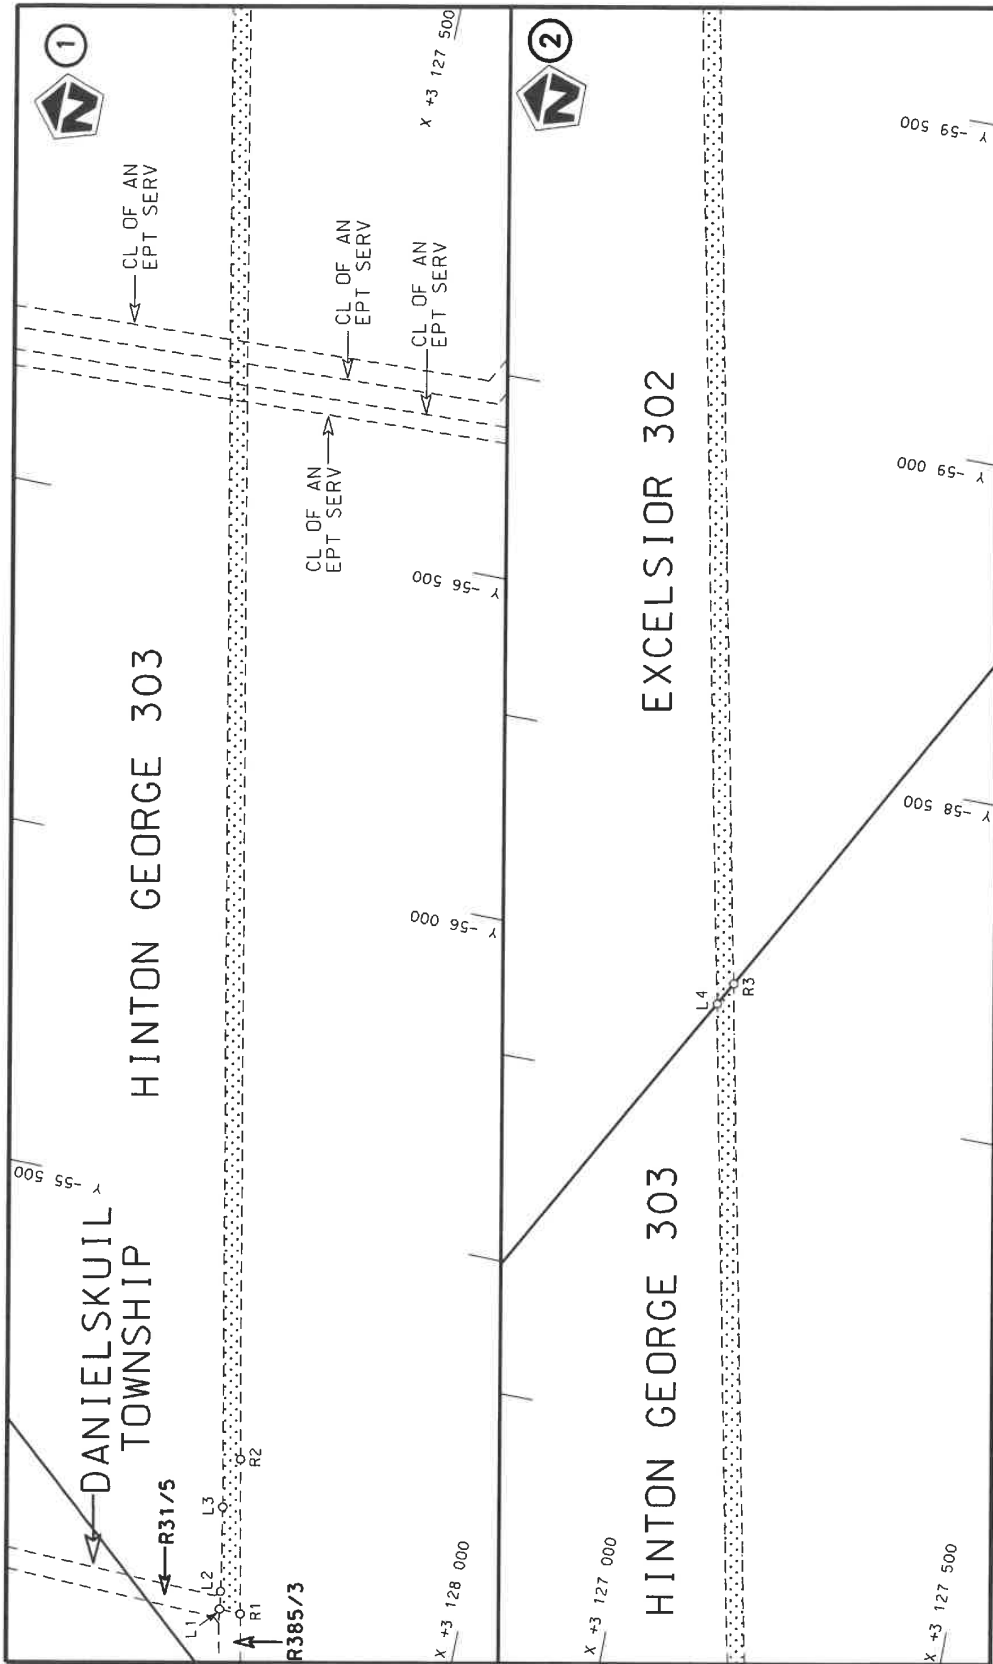 1
N
CL OF AN
EPT SERV
X +3 127 500
CL OF AN
EPT SERV
CL OF AN
EPT SERV
CL OF AN
EPT SERV
HINTON GEORGE 303
Y -55 500
Y -56 000
Y -56 500
DANIELSKUIL
TOWNSHIP
R31/5
L1
L2
L3
R1
R2
R385/3
X +3 128 000
2
N
Y -59 500
Y -59 000
Y -58 500
EXCELSIOR 302
L4
R3
HINTON GEORGE 303
X +3 127 000
X +3 127 500